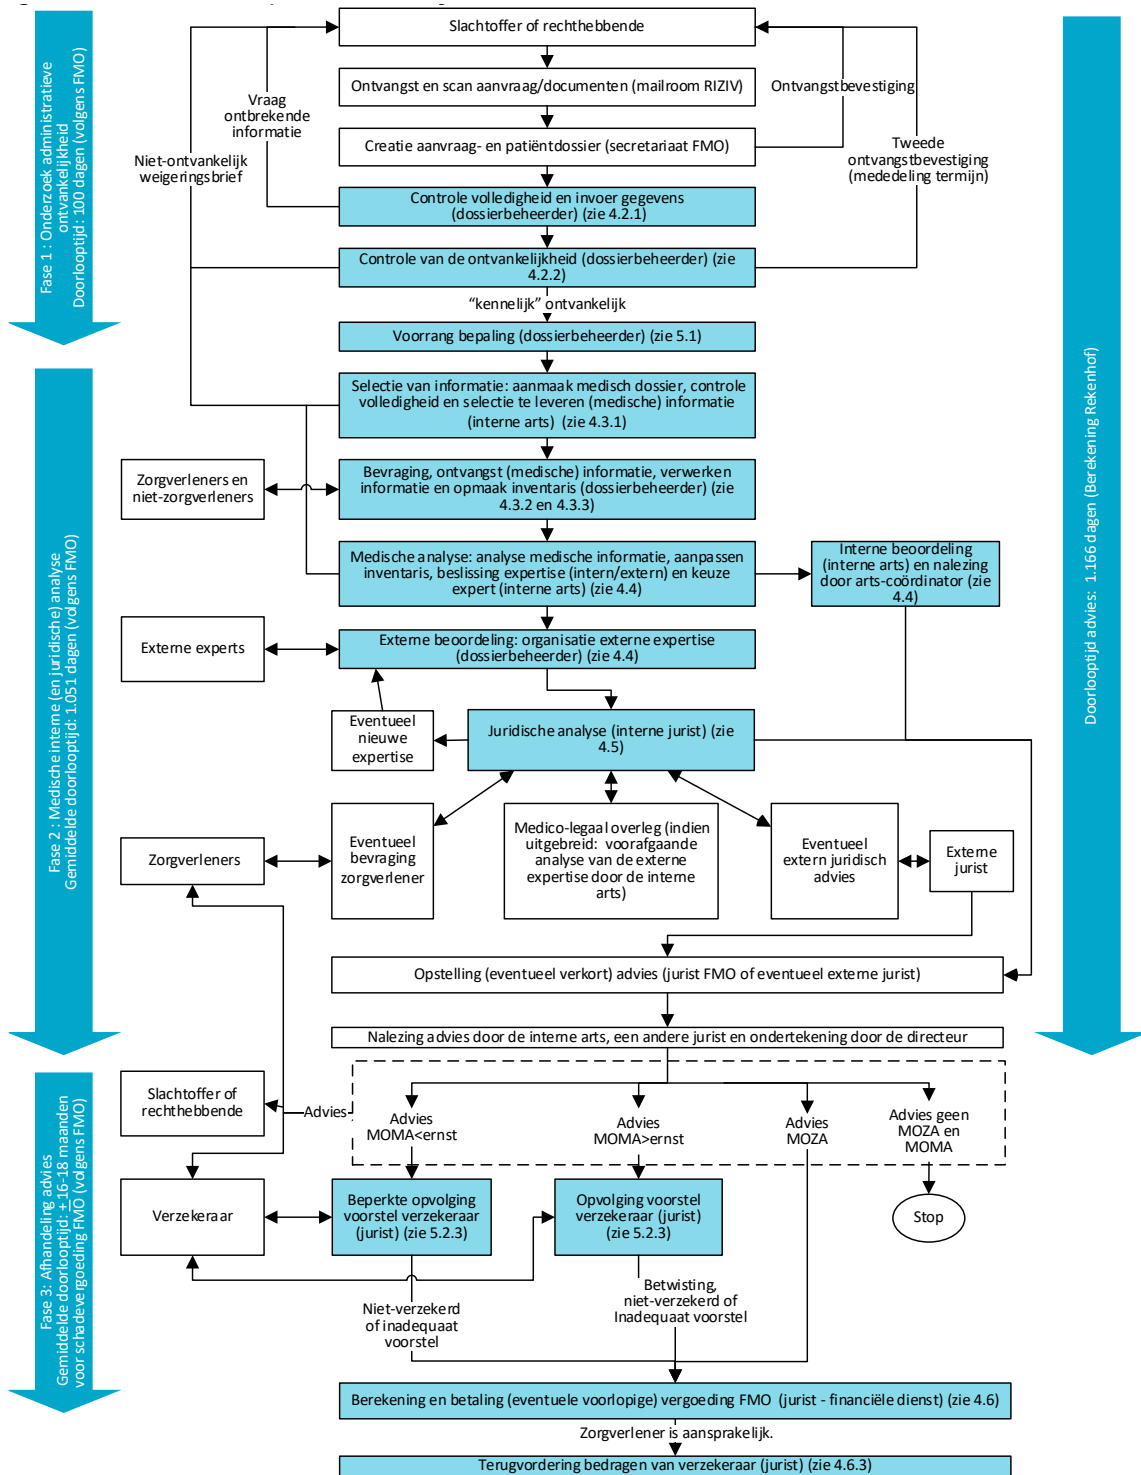 Slachtoffer of rechthebbende
Ontvangst en scan aanvraag/documenten (mailroom RIZIV)
Ontvangstbevestiging
Vraag
ontbrekende
informatie
Creatie aanvraag- en patiëntdossier (secretariaat FMO)
Niet-ontvankelijk
weigeringsbrief
Tweede
ontvangstbevestiging
(mededeling termijn)
Fase 1 : Onderzoek administratieve
ontvankelijkheid
Doorlooptijd: 100 dagen (volgens FMO)
Controle volledigheid en invoer gegevens
(dossierbeheerder) (zie 4.2.1)
Controle van de ontvankelijkheid (dossierbeheerder) (zie
4.2.2)
“kennelijk” ontvankelijk
Voorrang bepaling (dossierbeheerder) (zie 5.1)
Selectie van informatie: aanmaak medisch dossier, controle
volledigheid en selectie te leveren (medische) informatie
(interne arts) (zie 4.3.1)
Zorgverleners en
niet-zorgverleners
Bevraging, ontvangst (medische) informatie, verwerken
informatie en opmaak inventaris (dossierbeheerder) (zie
4.3.2 en 4.3.3)
Medische analyse: analyse medische informatie, aanpassen
inventaris, beslissing expertise (intern/extern) en keuze
expert (interne arts) (zie 4.4)
Interne beoordeling
(interne arts) en nalezing
door arts-coördinator (zie
4.4)
Doorlooptijd advies: 1.166 dagen (Berekening Rekenhof)
Fase 2 : Medische interne (en juridische) analyse
Gemiddelde doorlooptijd: 1.051 dagen (volgens FMO)
Externe experts
Externe beoordeling: organisatie externe expertise
(dossierbeheerder) (zie 4.4)
Eventueel
nieuwe
expertise
Juridische analyse (interne jurist) (zie
4.5)
Zorgverleners
Eventueel
bevraging
zorgverlener
Medico-legaal overleg (indien
uitgebreid: voorafgaande
analyse van de externe
expertise door de interne
arts)
Eventueel
extern juridisch
advies
Externe
jurist
Opstelling (eventueel verkort) advies (jurist FMO of eventueel externe jurist)
Nalezing advies door de interne arts, een andere jurist en ondertekening door de directeur
Slachtoffer of
rechthebbende
Advies
Advies
MOMA<ernst
Advies
MOMA>ernst
Advies
MOZA
Advies geen
MOZA en
MOMA
Fase 3: Afhandeling advies
Gemiddelde doorlooptijd: ±16-18 maanden
voor schadevergoeding FMO (volgens FMO)
Verzekeraar
Beperkte opvolging
voorstel verzekeraar
(jurist) (zie 5.2.3)
Opvolging voorstel
verzekeraar (jurist)
(zie 5.2.3)
Stop
Niet-verzekerd
of inadequaat
voorstel
Betwisting,
niet-verzekerd of
Inadequaat voorstel
Berekening en betaling (eventuele voorlopige) vergoeding FMO (jurist - financiële dienst) (zie 4.6)
Zorgverlener is aansprakelijk.
Terugvordering bedragen van verzekeraar (jurist) (zie 4.6.3)